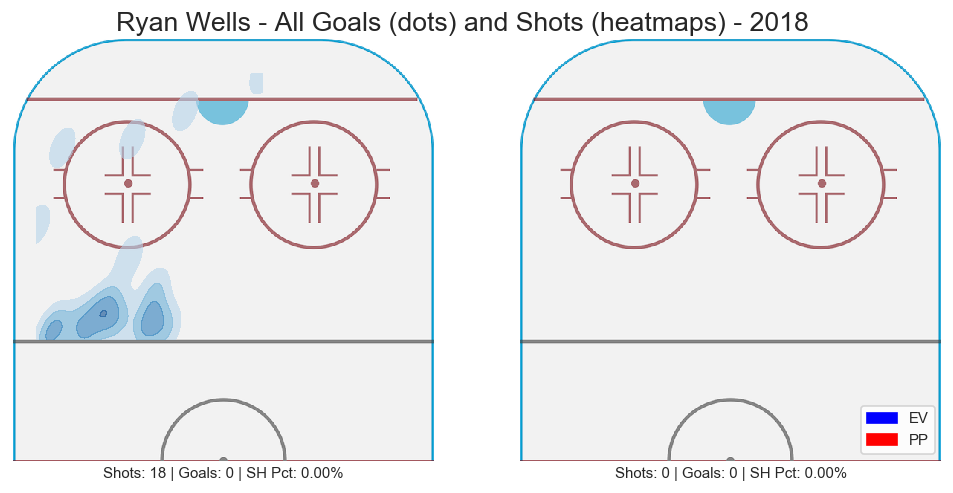 Ryan Wells - All Goals (dots) and Shots (heatmaps) - 2018
EV
PP
Shots: 18 | Goals: 0 | SH Pct: 0.00%
Shots: 0 | Goals: 0 | SH Pct: 0.00%